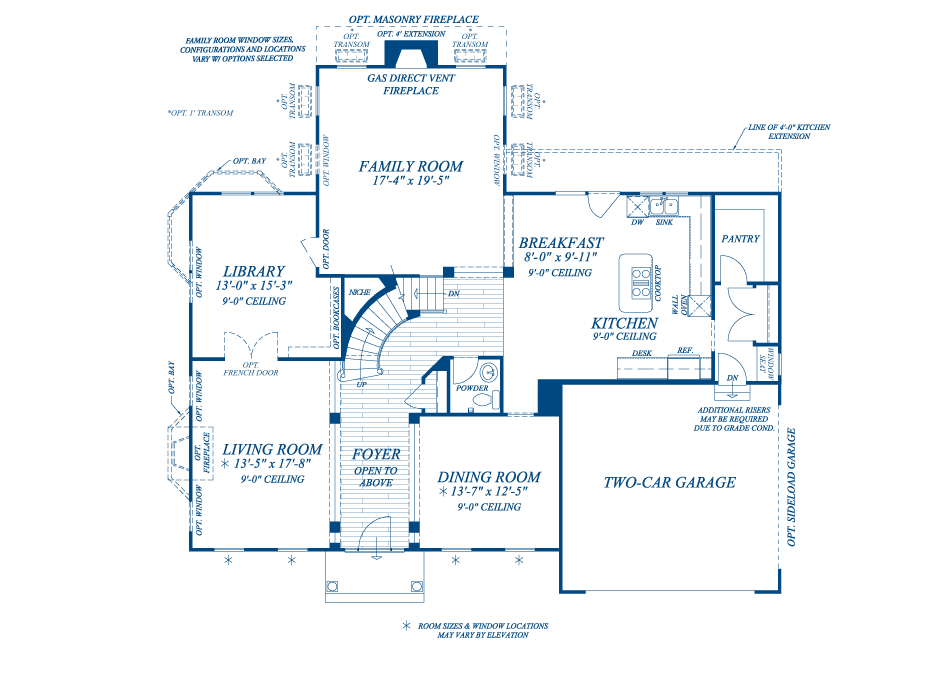 OPT. MASONRY FIREPLACE
OPT. 4' EXTENSION
FAMILY ROOM WINDOW SIZES,
CONFIGURATIONS AND LOCATIONS
VARY W/ OPTIONS SELECTED
*
OPT.
TRANSOM
*
OPT.
TRANSOM
GAS DIRECT VENT
FIREPLACE
*OPT. 1' TRANSOM
*
OPT.
TRANSOM
OPT.
TRANSOM
*
LINE OF 4'-0" KITCHEN
EXTENSION
*
OPT.
TRANSOM
OPT. WINDOW
OPT. WINDOW
OPT.
TRANSOM
*
OPT. BAY
FAMILY ROOM
17'-4" x 19'-5"
DW
SINK
PANTRY
OPT. DOOR
BREAKFAST
8'-0" x 9'-11"
9'-0" CEILING
OPT. WINDOW
LIBRARY
13'-0" x 15'-3"
9'-0" CEILING
COOKTOP
NICHE
DN
OPT. BOOKCASES
WALL
OVEN
KITCHEN
9'-0" CEILING
DESK
REF.
WINDOW
SEAT
OPT.
FRENCH DOOR
OPT. BAY
OPT. WINDOW
UP
POWDER
DN
ADDITIONAL RISERS
MAY BE REQUIRED
DUE TO GRADE COND.
OPT.
FIREPLACE
LIVING ROOM
* 13'-5" x 17'-8"
9'-0" CEILING
FOYER
OPEN TO
ABOVE
DINING ROOM
* 13'-7" x 12'-5"
9'-0" CEILING
TWO-CAR GARAGE
OPT. SIDELOAD GARAGE
OPT. WINDOW
*
*
*
*
* ROOM SIZES & WINDOW LOCATIONS
MAY VARY BY ELEVATION